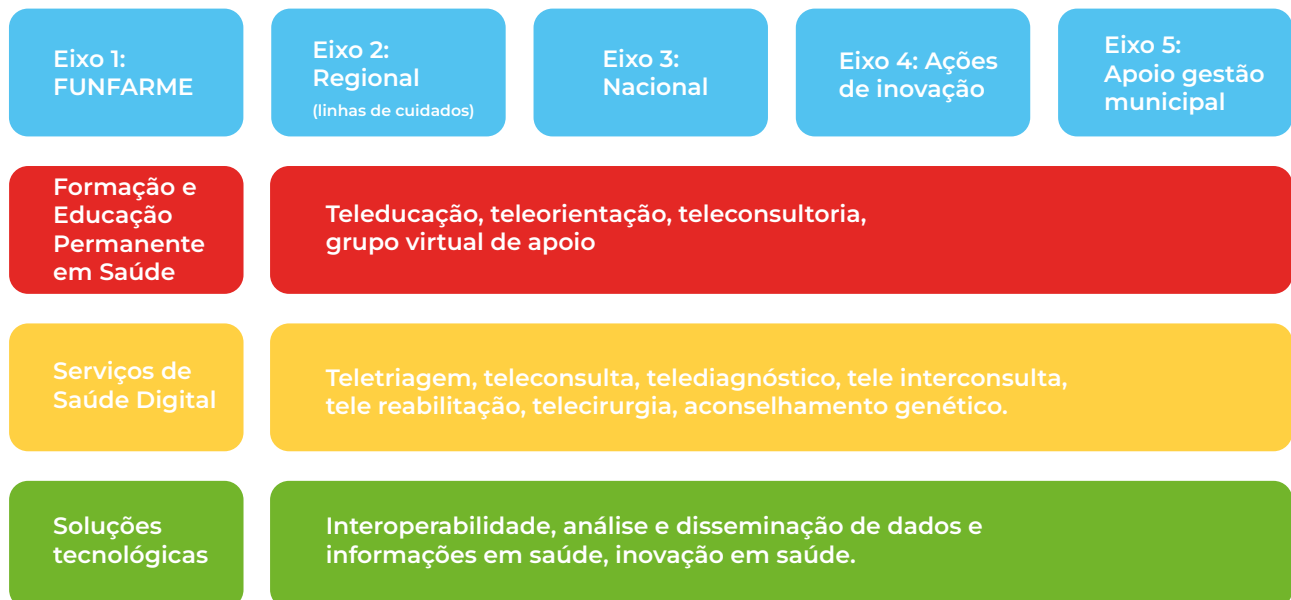 Eixo 1:
FUNFARME
Eixo 2:
Regional
(linhas de cuidados)
Eixo 3:
Nacional
Eixo 4: Ações
de inovação
Eixo 5:
Apoio gestão
municipal
Formação e
Educação
Permanente
em Saúde
Teleducação, teleorientação, teleconsultoria,
grupo virtual de apoio
Serviços de
Saúde Digital
Teletriagem, teleconsulta, telediagnóstico, tele interconsulta,
tele reabilitação, telecirurgia, aconselhamento genético.
Soluções
tecnológicas
Interoperabilidade, análise e disseminação de dados e
informações em saúde, inovação em saúde.